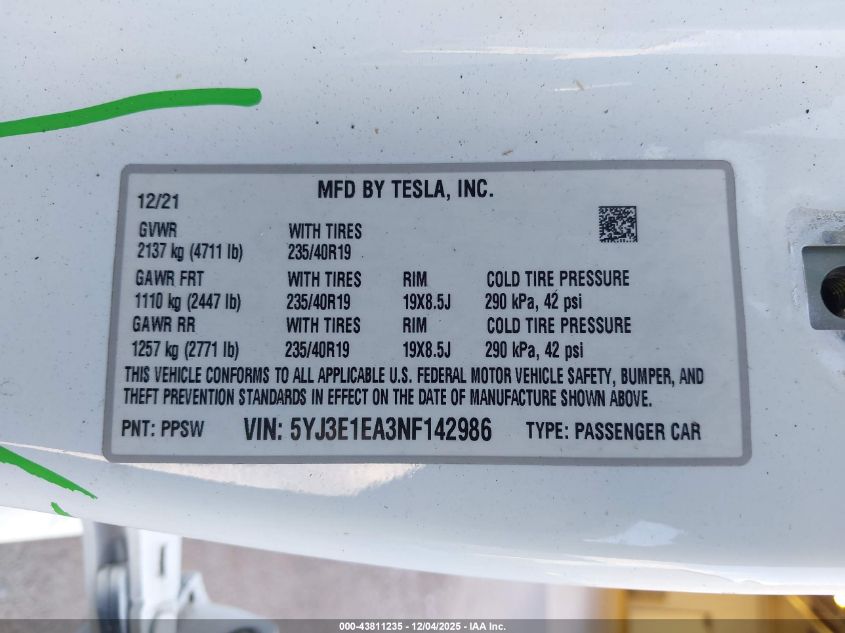 MFD BY TESLA, INC.
12/21
GVWR WITH TIRES
2137 kg (4711 lb) 235/40R19
GAWR FRT WITH TIRES RIM COLD TIRE PRESSURE
1110 kg (2447 lb) 235/40R19 19X8.5J 290 kPa, 42 psi
GAWR RR WITH TIRES RIM COLD TIRE PRESSURE
1257 kg (2771 lb) 235/40R19 19X8.5J 290 kPa, 42 psi
THIS VEHICLE CONFORMS TO ALL APPLICABLE U.S. FEDERAL MOTOR VEHICLE SAFETY, BUMPER, AND
THEFT PREVENTION STANDARDS IN EFFECT ON THE DATE OF MANUFACTURE SHOWN ABOVE.
PNT: PPSW VIN: 5YJ3E1EA3NF142986 TYPE: PASSENGER CAR
000-43811235 - 12/04/2025 - IAA Inc.